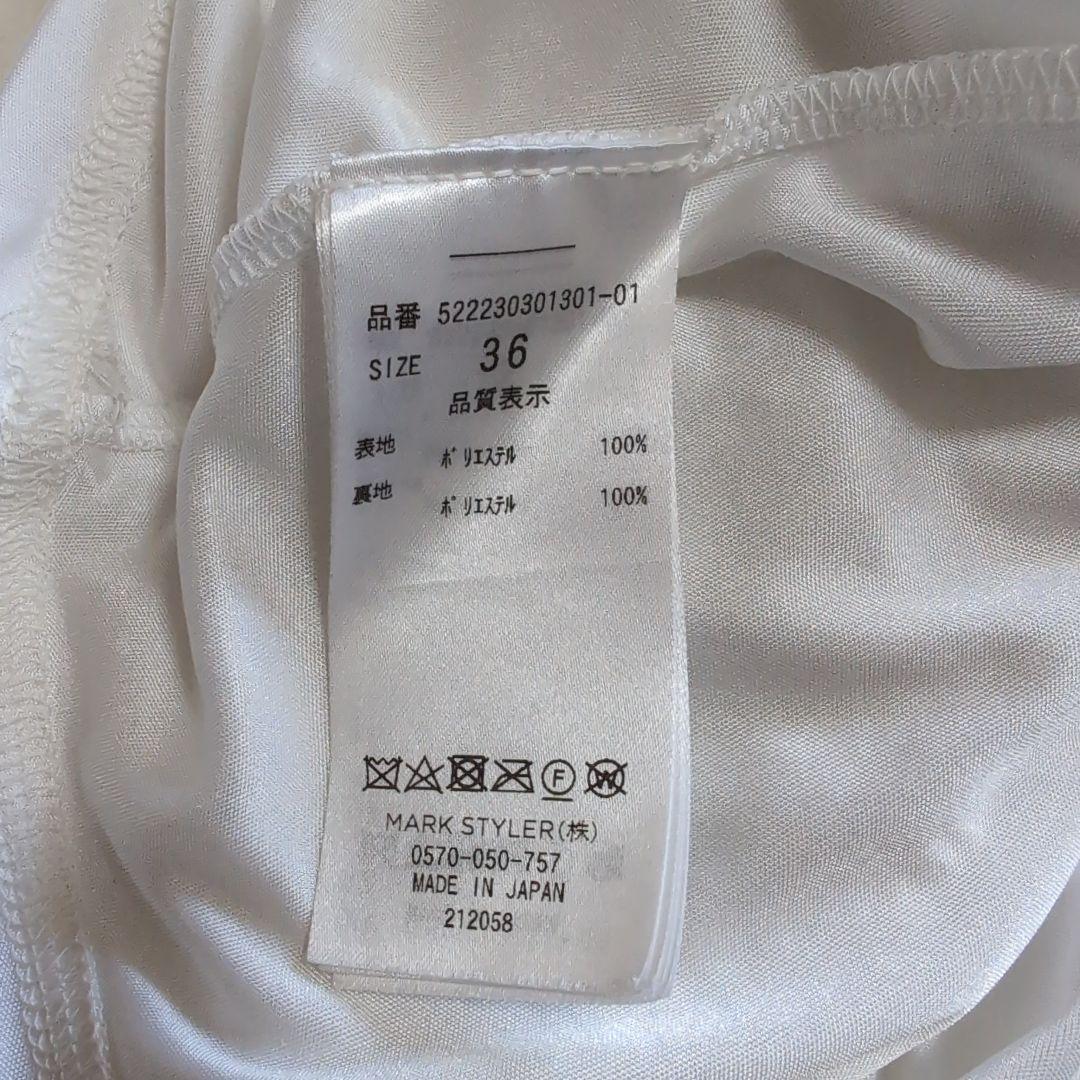 品番 522230301301-01
SIZE 36
品質表示
表地 ﾎﾟﾘｴｽﾃﾙ 100%
裏地 ﾎﾟﾘｴｽﾃﾙ 100%
F W
MARK STYLER(株)
0570-050-757
MADE IN JAPAN
212058